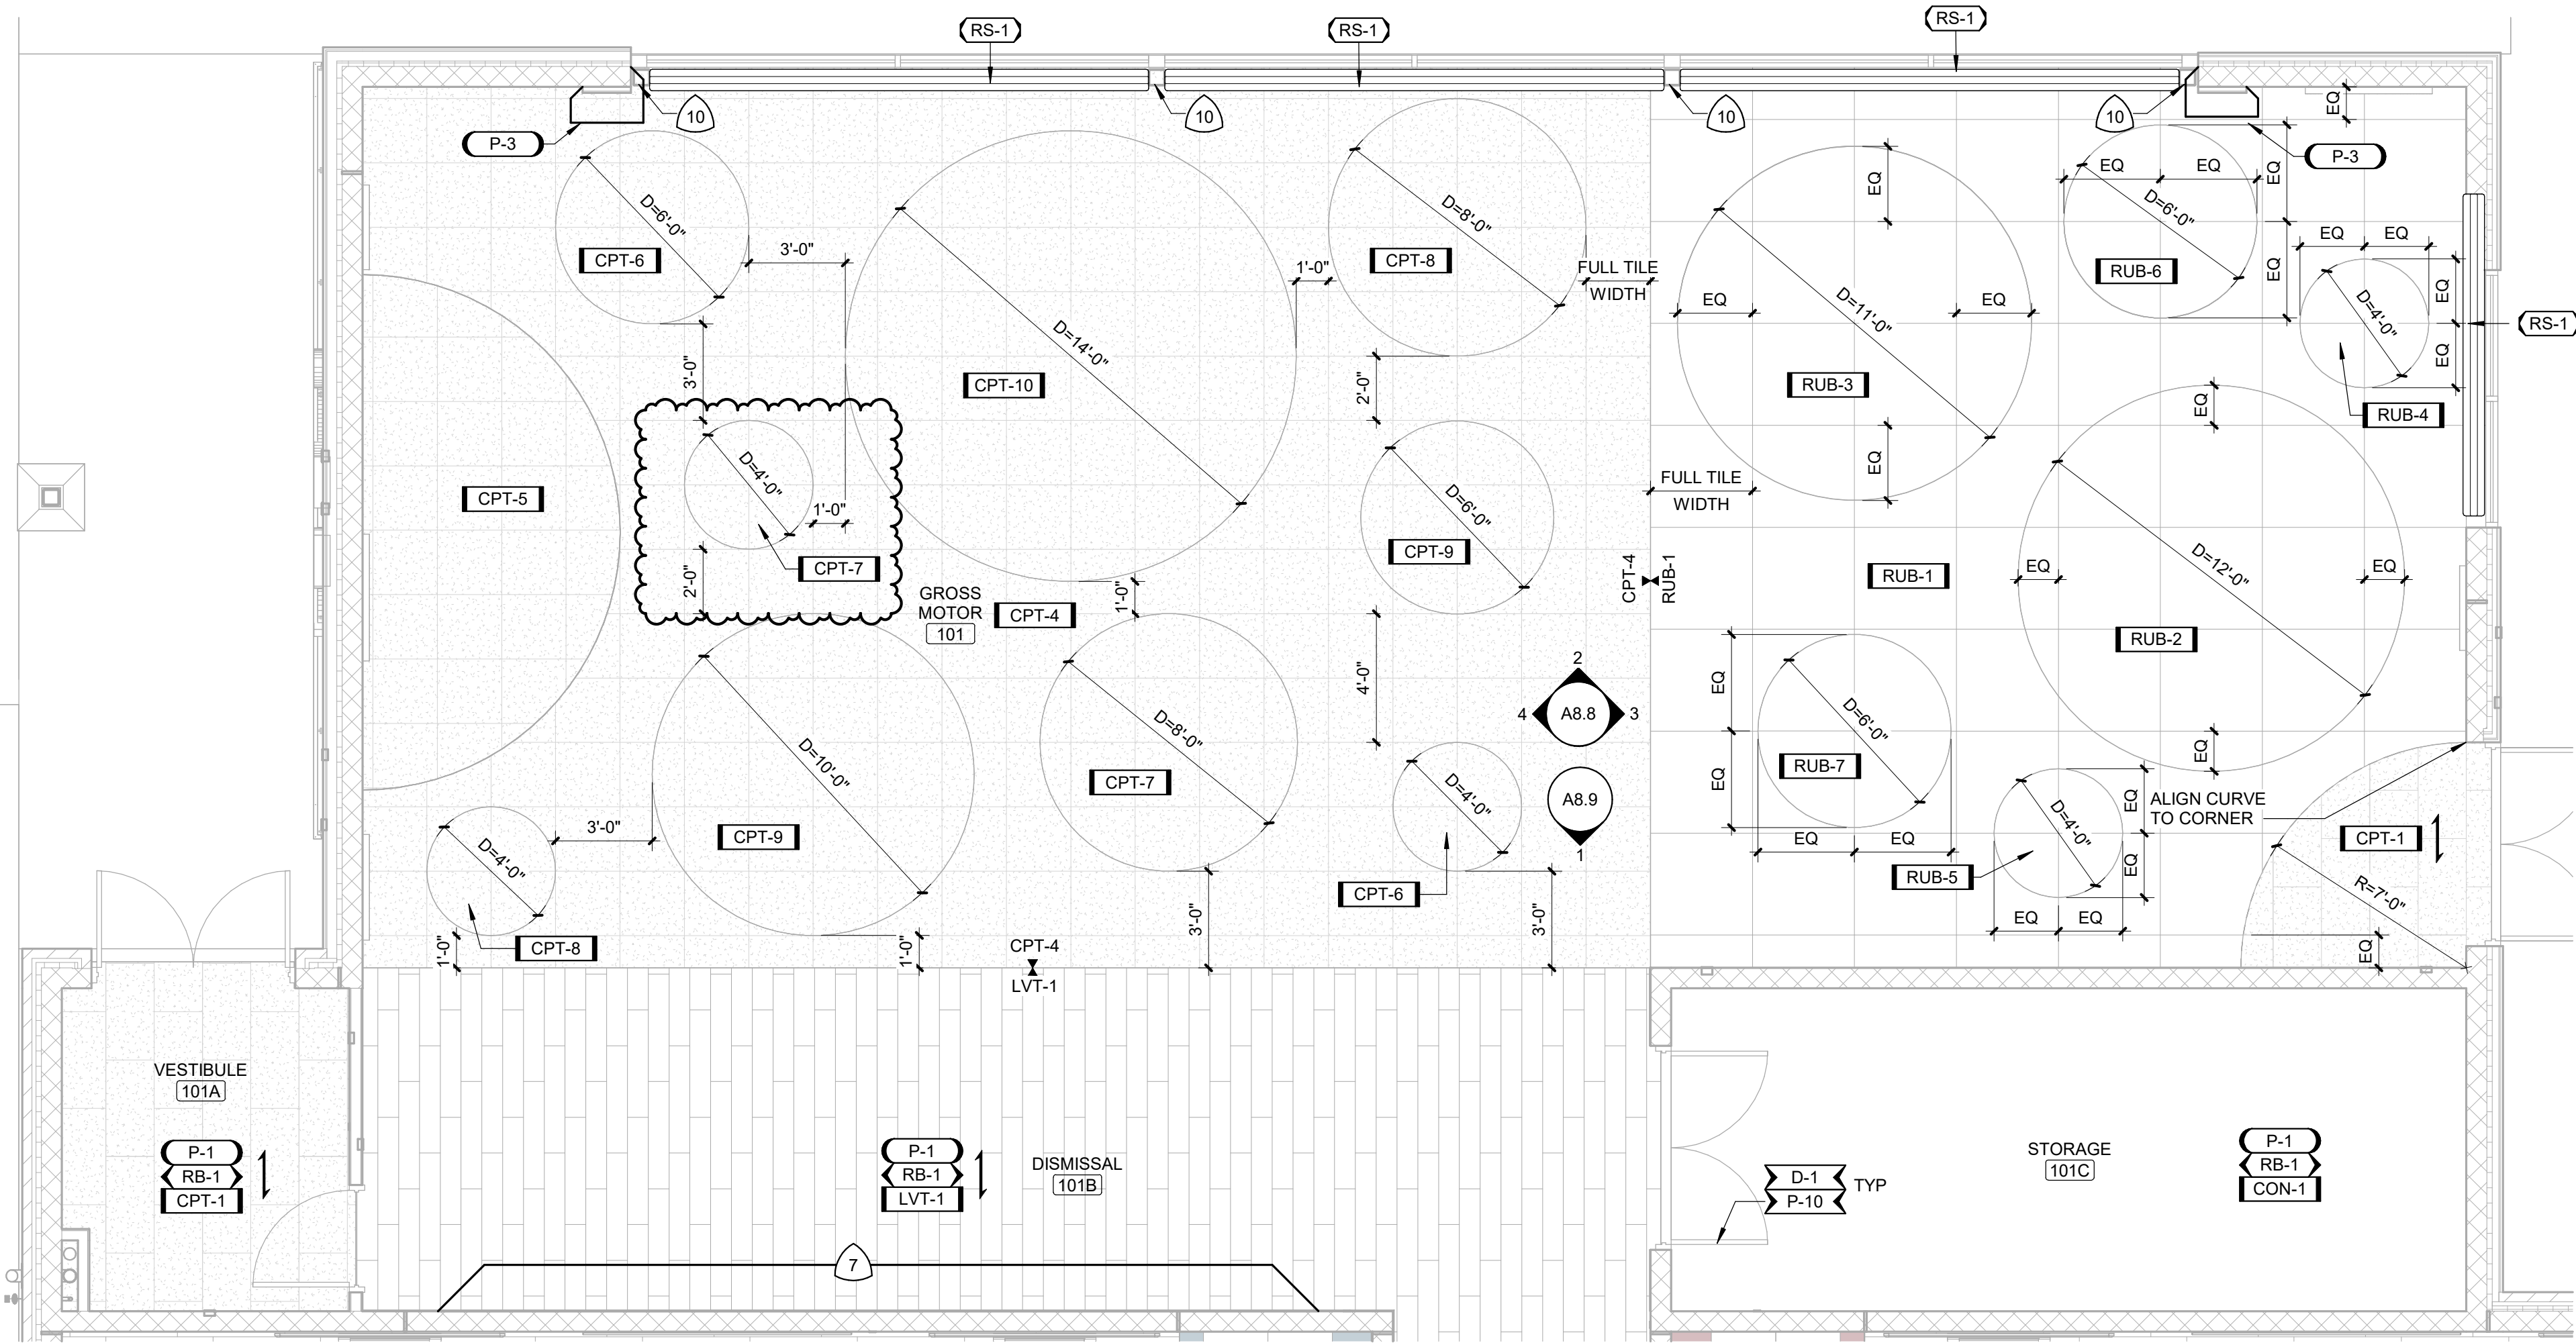 RS-1
RS-1
RS-1
10
10
10
10
P-3
P-3
EQ
D=6'-0"
CPT-6
3'-0"
3'-0"
D=14'-0"
CPT-10
1'-0"
D=8'-0"
CPT-8
FULL TILE
WIDTH
2'-0"
EQ
EQ
EQ
D=11'-0"
RUB-3
EQ
FULL TILE
WIDTH
EQ
EQ
EQ
D=6'-0"
RUB-6
EQ
EQ
EQ
EQ
D=4'-0"
EQ
RS-1
RUB-4
CPT-5
D=4'-0"
1'-0"
CPT-7
2'-0"
D=6'-0"
CPT-9
GROSS
MOTOR
101
CPT-4
1'-0"
CPT-4
RUB-1
RUB-1
EQ
EQ
D=12'-0"
EQ
RUB-2
EQ
D=10'-0"
CPT-9
D=8'-0"
CPT-7
4'-0"
2
4
A8.8
3
A8.9
1
D=4'-0"
CPT-6
3'-0"
3'-0"
EQ
D=6'-0"
RUB-7
EQ
EQ
EQ
D=4'-0"
RUB-5
EQ
EQ
EQ
EQ
ALIGN CURVE
TO CORNER
CPT-1
R=7'-0"
EQ
3'-0"
D=4'-0"
CPT-8
1'-0"
1'-0"
CPT-4
LVT-1
VESTIBULE
101A
P-1
RB-1
CPT-1
P-1
RB-1
LVT-1
DISMISSAL
101B
7
D-1
P-10
TYP
STORAGE
101C
P-1
RB-1
CON-1